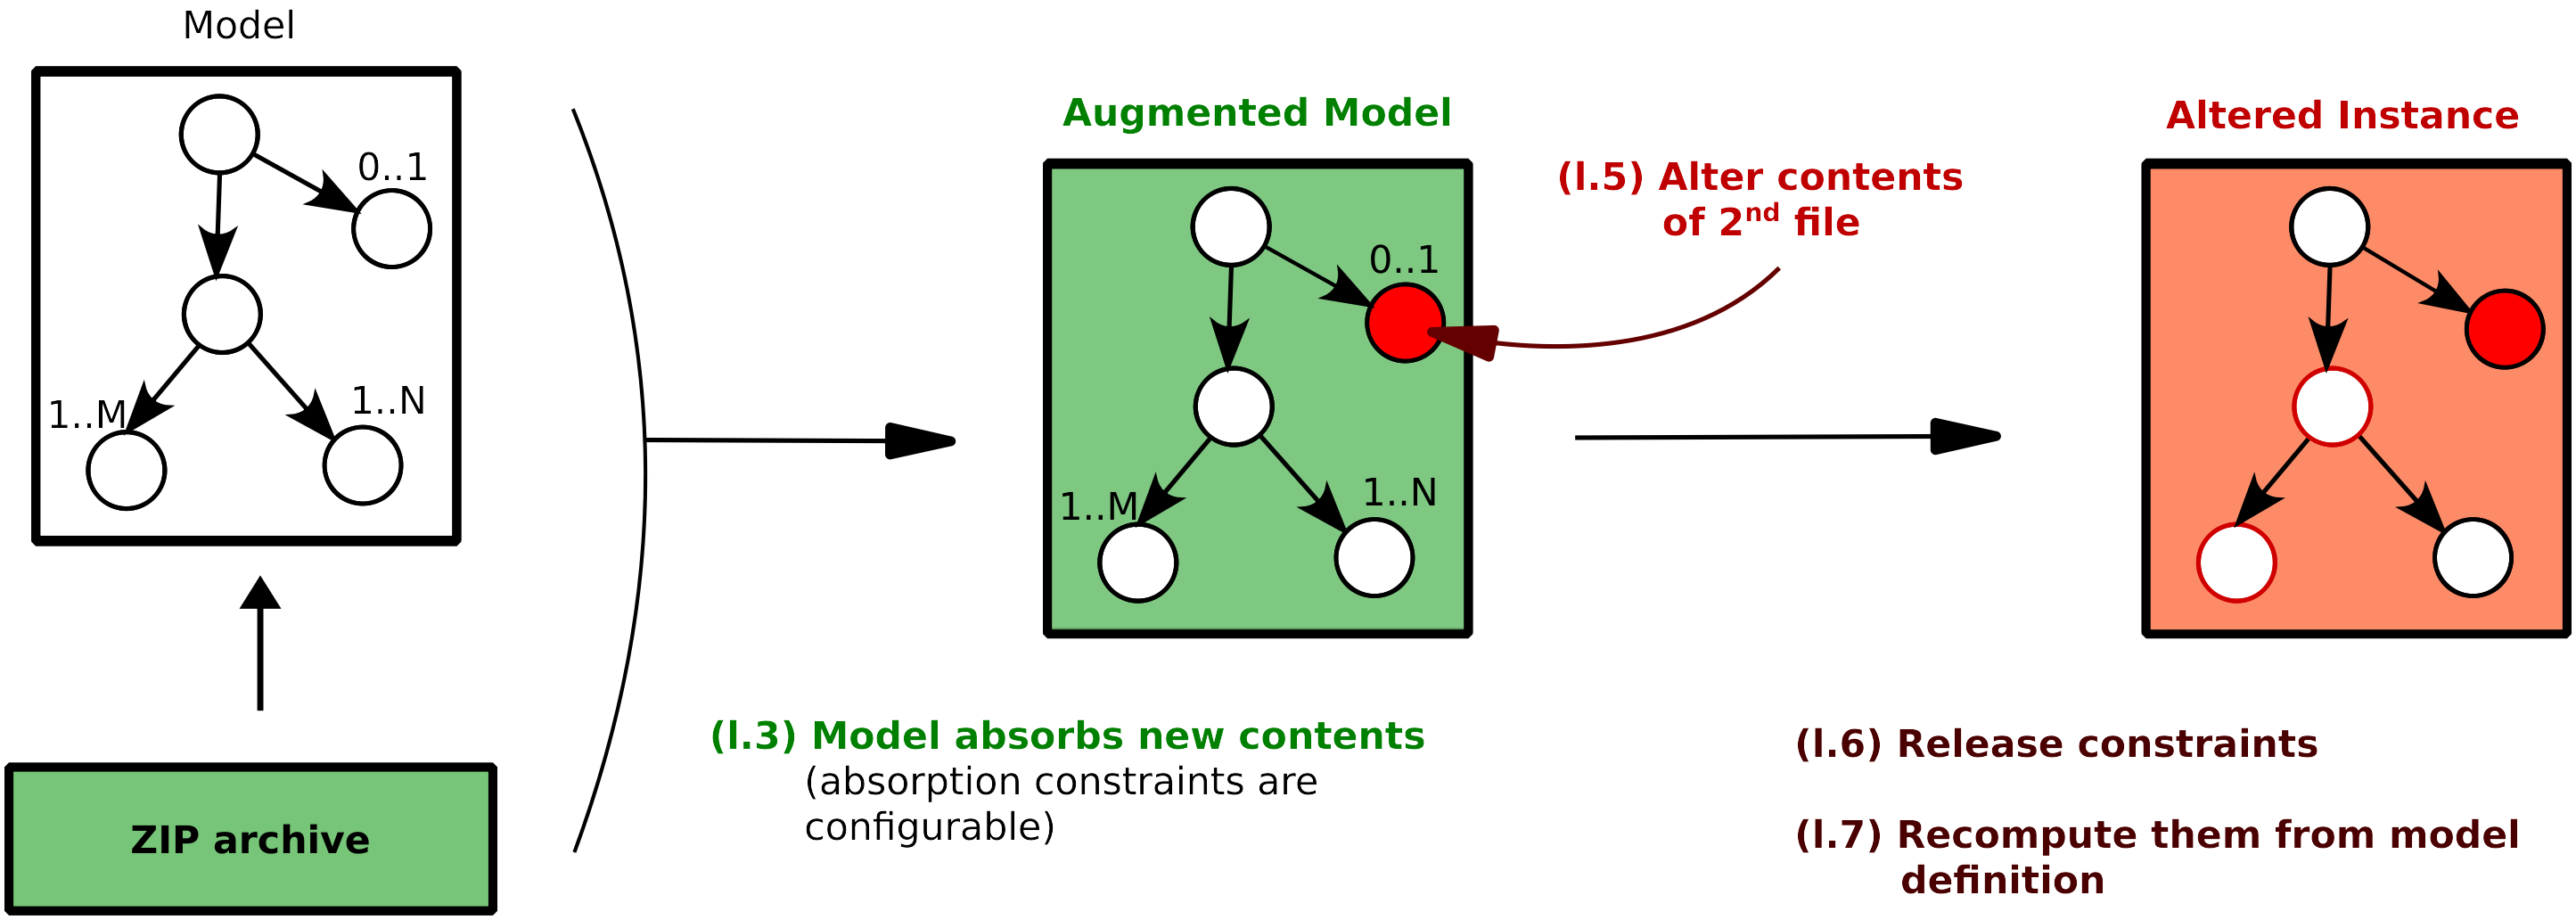 Model
0..1
1..M
1..N
ZIP archive
(l.3) Model absorbs new contents
(absorption constraints are
configurable)
Augmented Model
0..1
1..M
1..N
(l.5) Alter contents
of 2nd file
Altered Instance
(l.6) Release constraints
(l.7) Recompute them from model
definition